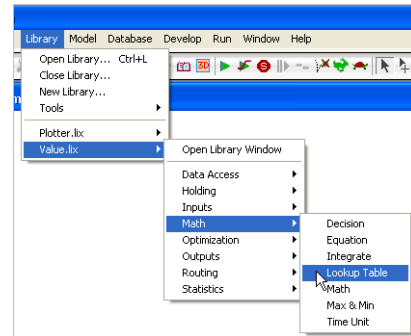 Library Model Database Develop Run Window Help
Open Library... Ctrl+L
Close Library...
New Library...
Tools
Plotter.lix
Value.lix
Open Library Window
Data Access
Holding
Inputs
Math
Optimization
Outputs
Routing
Statistics
Decision
Equation
Integrate
Lookup Table
Math
Max & Min
Time Unit
3D